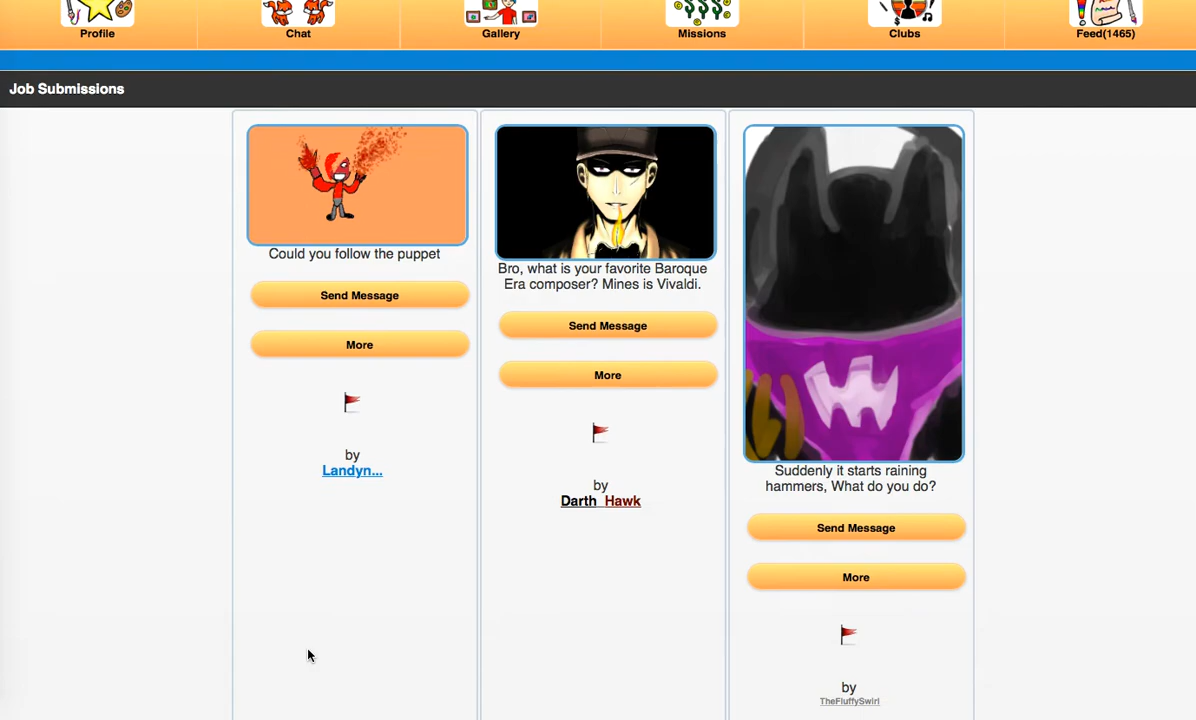 Profile
Chat
Gallery
Missions
Clubs
Feed(1465)
Job Submissions
Could you follow the puppet
Send Message
More
by
Landyn...
Bro, what is your favorite Baroque
Era composer? Mines is Vivaldi.
Send Message
More
by
Darth_Hawk
Suddenly it starts raining
hammers, What do you do?
Send Message
More
by
TheFluffySwirl